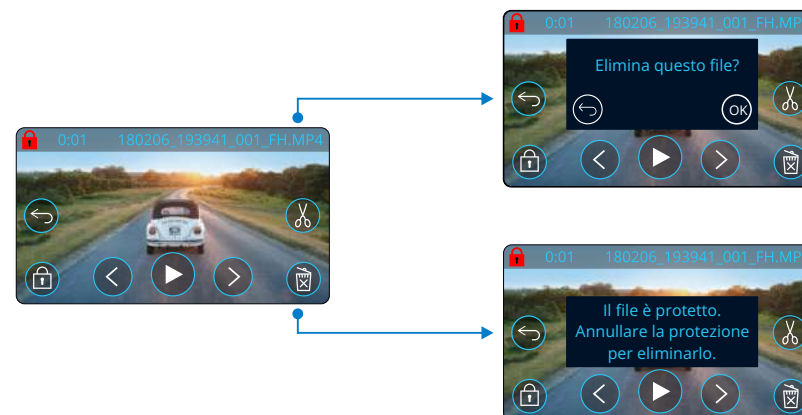 0:01 180206_193941_001_FH.MP4
0:01 180206_193941_001_FH.MP
Elimina questo file?
OK
0:01 180206_193941_001_FH.MP
Il file è protetto.
Annullare la protezione
per eliminarlo.